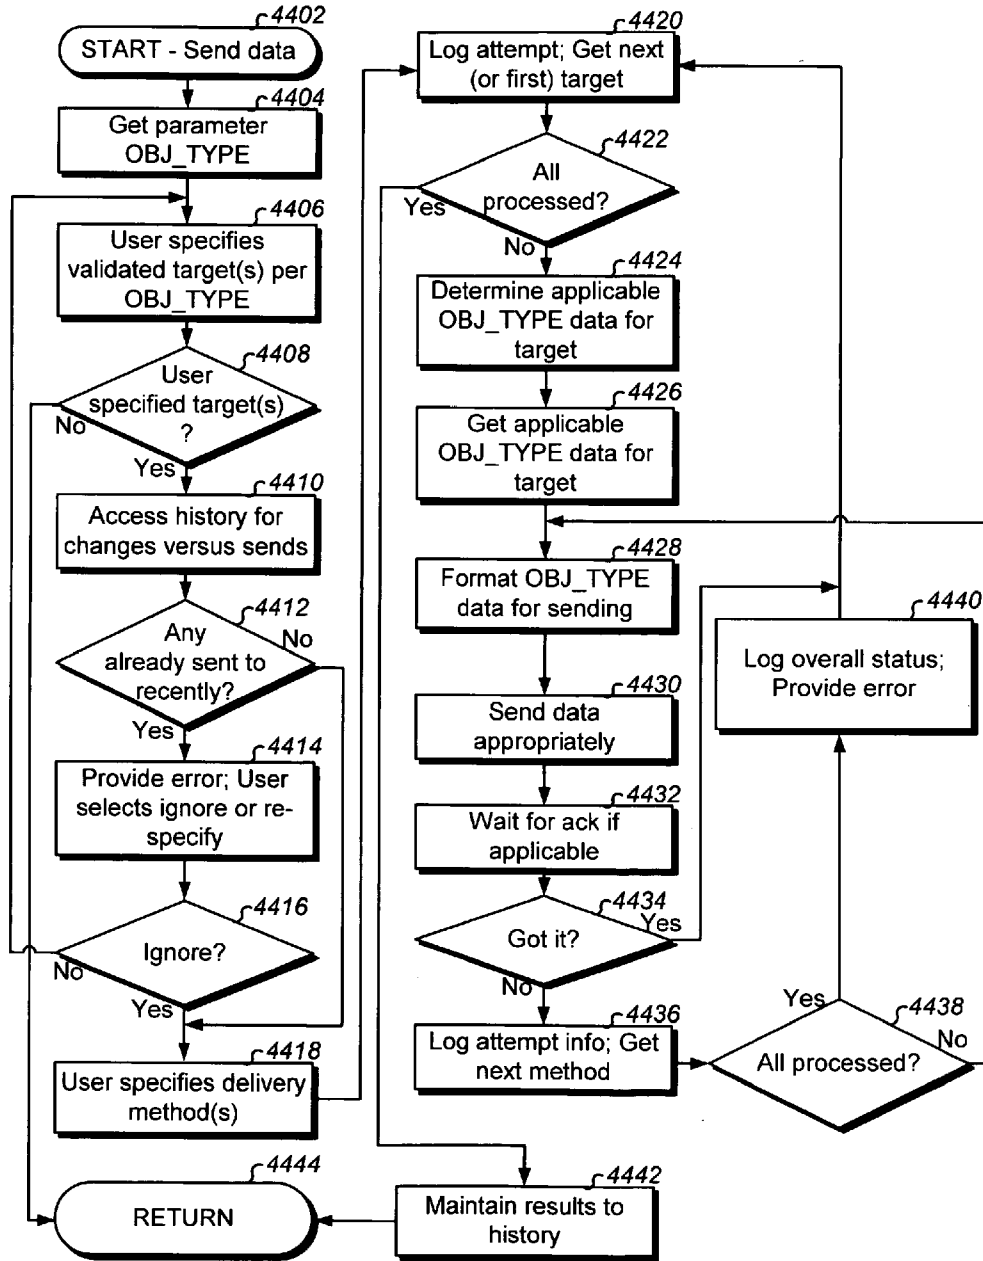 4402
START - Send data
4404
Get parameter
OBJ_TYPE
4406
User specifies
validated target(s) per
OBJ_TYPE
4408
User
specified target(s)
?
No
Yes
4410
Access history for
changes versus sends
4412
Any
already sent to
recently?
No
Yes
4414
Provide error; User
selects ignore or re-
specify
4416
Ignore?
No
Yes
4418
User specifies delivery
method(s)
4444
RETURN
4420
Log attempt; Get next
(or first) target
4422
All
processed?
Yes
No
4424
Determine applicable
OBJ_TYPE data for
target
4426
Get applicable
OBJ_TYPE data for
target
4428
Format OBJ_TYPE
data for sending
4430
Send data
appropriately
4432
Wait for ack if
applicable
4434
Got it?
Yes
No
4436
Log attempt info; Get
next method
4438
All processed?
Yes
No
4440
Log overall status;
Provide error
4442
Maintain results to
history